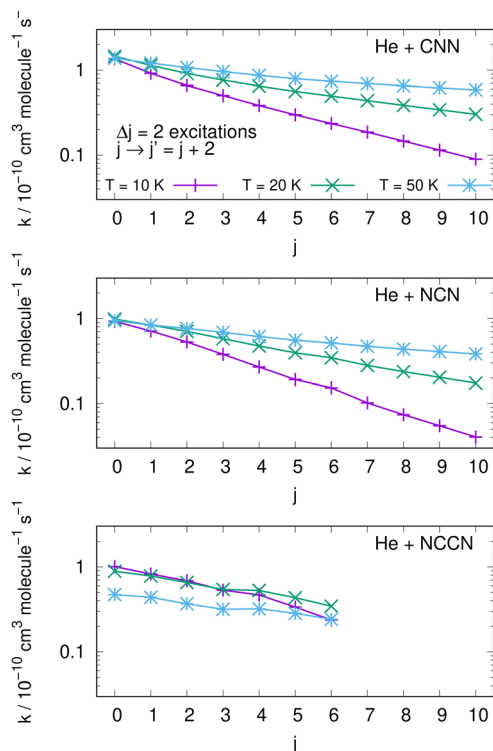 He + CNN
k / 10⁻¹⁰ cm³ molecule⁻¹ s⁻
1
0.1
Δj = 2 excitations
j → j' = j + 2
T = 10 K T = 20 K T = 50 K
0 1 2 3 4 5 6 7 8 9 10
j
He + NCN
k / 10⁻¹⁰ cm³ molecule⁻¹ s⁻¹
1
0.1
0 1 2 3 4 5 6 7 8 9 10
j
He + NCCN
k / 10⁻¹⁰ cm³ molecule⁻¹ s⁻¹
1
0.1
0 1 2 3 4 5 6 7 8 9 10
j